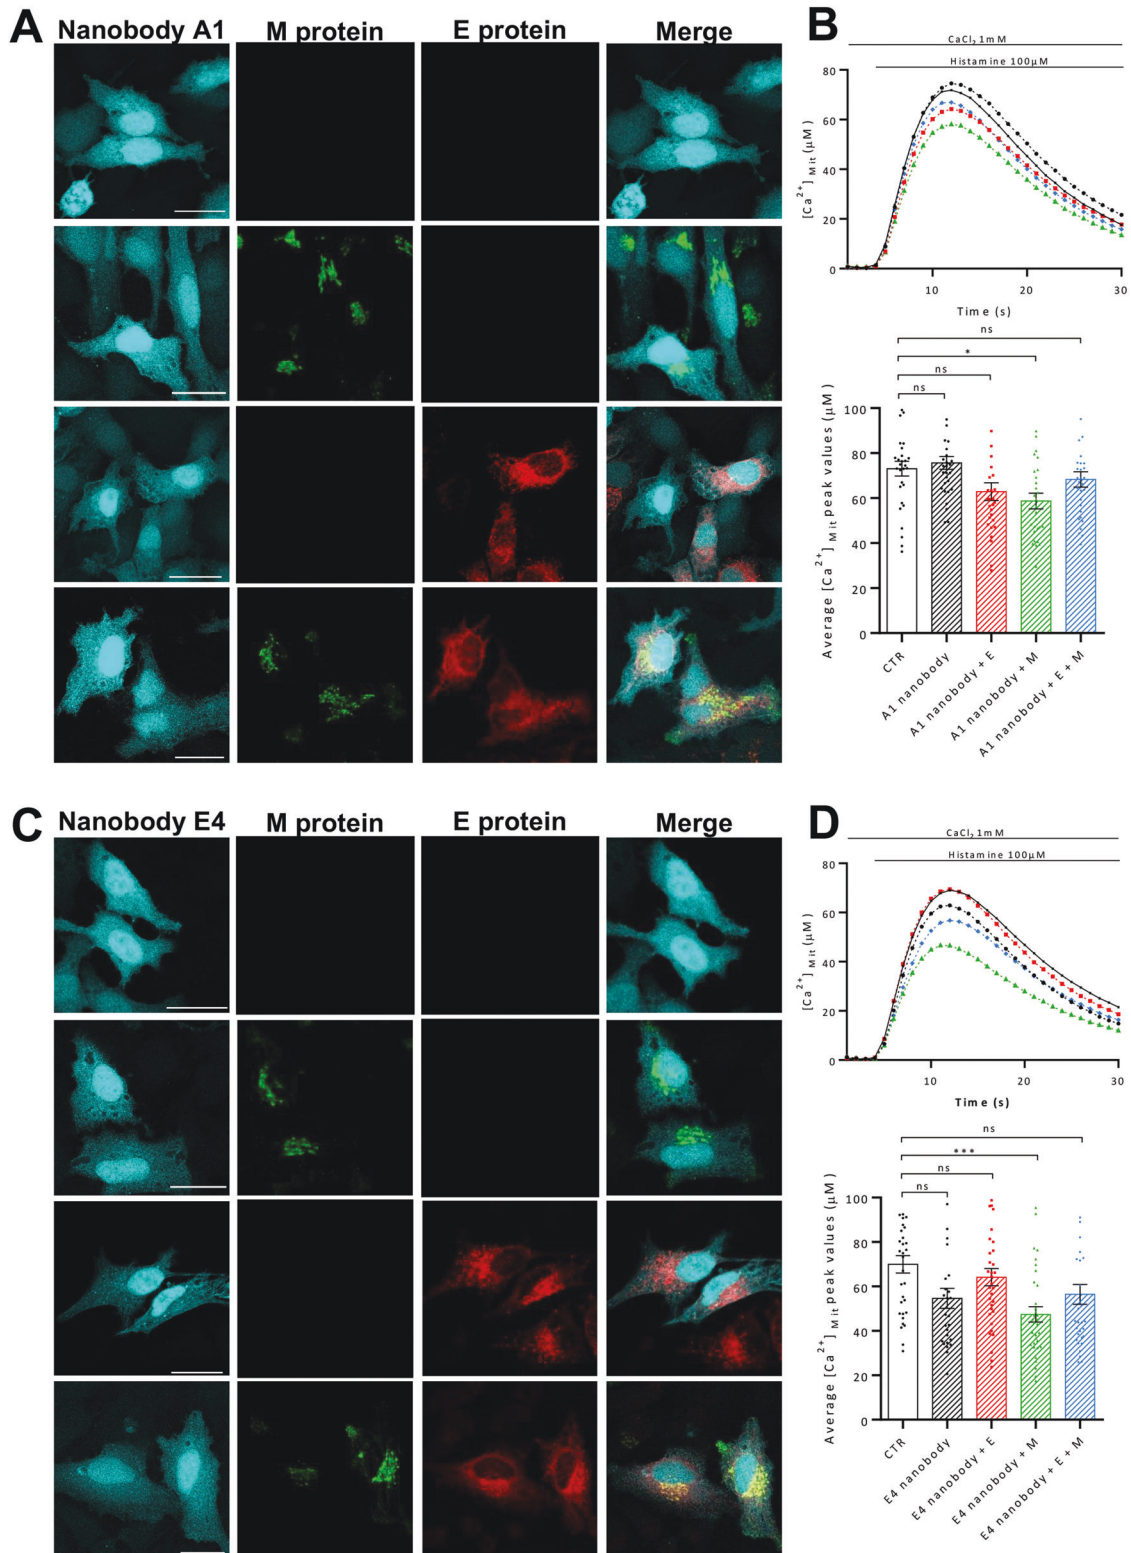 A
Nanobody A1 M protein E protein Merge
B
CaCl₂ 1mM
Histamine 100µM
[Ca²⁺] Mit (µM)
80
60
40
20
0
10 20 30
Time (s)
ns
*
ns
ns
Average [Ca²⁺] Mit peak values (µM)
100
80
60
40
20
0
CTR
A1 nanobody
A1 nanobody + E
A1 nanobody + M
A1 nanobody + E + M
C
Nanobody E4 M protein E protein Merge
D
CaCl₂ 1mM
Histamine 100µM
[Ca²⁺] Mit (µM)
80
60
40
20
0
10 20 30
Time (s)
ns
***
ns
ns
Average [Ca²⁺] Mit peak values (µM)
100
80
60
40
20
0
CTR
E4 nanobody
E4 nanobody + E
E4 nanobody + M
E4 nanobody + E + M